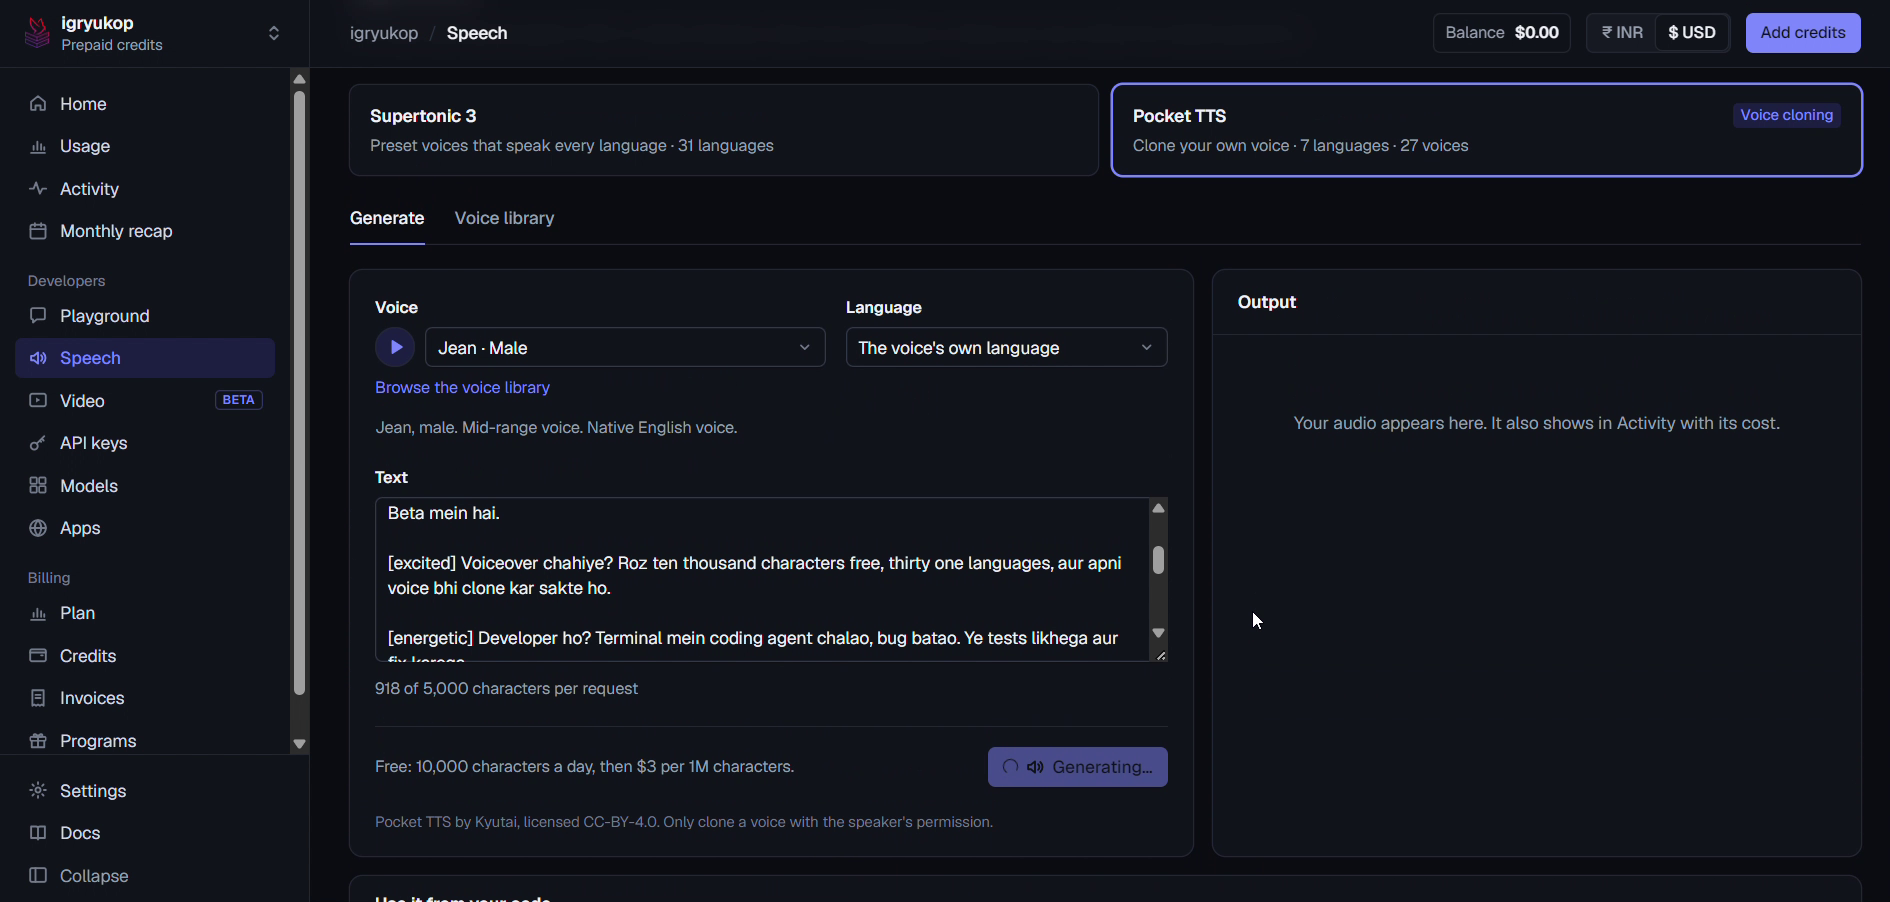 igryukop
Prepaid credits
igryukop / Speech
Balance $0.00
₹ INR
$ USD
Add credits
Home
Usage
Activity
Monthly recap
Developers
Playground
Speech
Video
BETA
API keys
Models
Apps
Billing
Plan
Credits
Invoices
Programs
Settings
Docs
Collapse
Supertonic 3
Preset voices that speak every language · 31 languages
Pocket TTS
Voice cloning
Clone your own voice · 7 languages · 27 voices
Generate
Voice library
Voice
Jean · Male
Language
The voice's own language
Browse the voice library
Jean, male. Mid-range voice. Native English voice.
Text
Beta mein hai.
[excited] Voiceover chahiye? Roz ten thousand characters free, thirty one languages, aur apni
voice bhi clone kar sakte ho.
[energetic] Developer ho? Terminal mein coding agent chalao, bug batao. Ye tests likhega aur
fix karega
918 of 5,000 characters per request
Free: 10,000 characters a day, then $3 per 1M characters.
Generating...
Pocket TTS by Kyutai, licensed CC-BY-4.0. Only clone a voice with the speaker's permission.
Output
Your audio appears here. It also shows in Activity with its cost.
Use it from your code